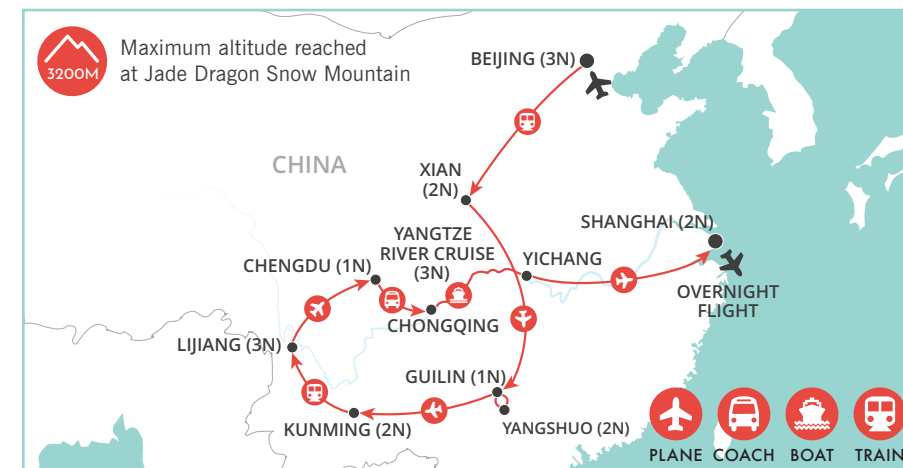 Maximum altitude reached
at Jade Dragon Snow Mountain
3200M
BEIJING (3N)
CHINA
XIAN
(2N)
SHANGHAI (2N)
YANGTZE
RIVER CRUISE
(3N)
YICHANG
CHENGDU (1N)
OVERNIGHT
FLIGHT
CHONGQING
LIJIANG (3N)
GUILIN (1N)
KUNMING (2N)
YANGSHUO (2N)
PLANE COACH BOAT TRAIN